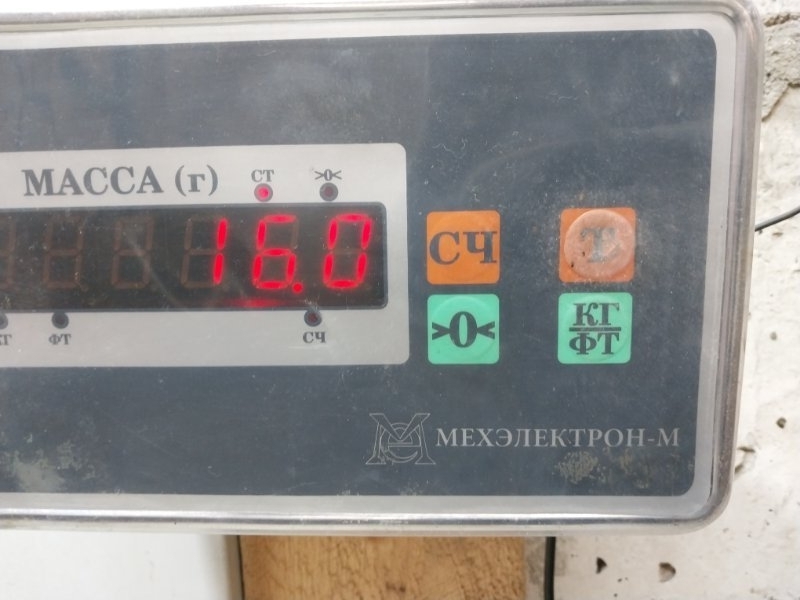 МАССА (г)
СТ
>0<
16.0
СЧ
Т
ФТ
СЧ
>0<
КГ
ФТ
МЕХЭЛЕКТРОН-М